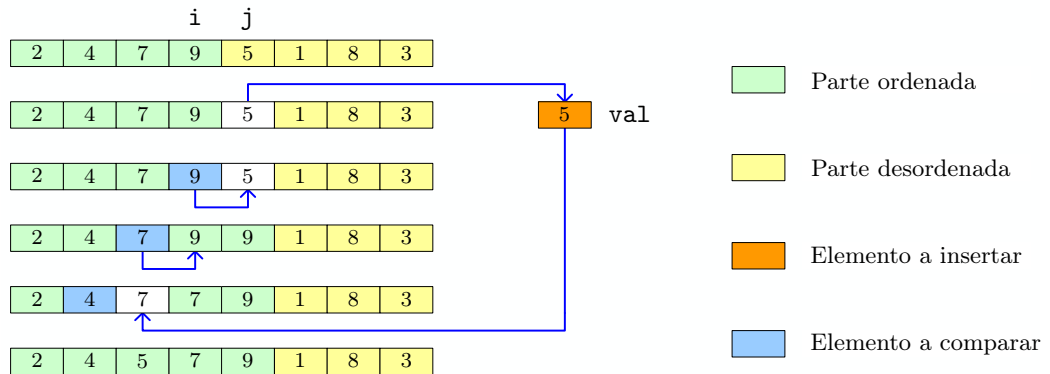 i j
2 4 7 9 5 1 8 3
2 4 7 9 5 1 8 3 5 val
2 4 7 9 5 1 8 3
2 4 7 9 9 1 8 3
2 4 7 7 9 1 8 3
2 4 5 7 9 1 8 3
Parte ordenada
Parte desordenada
Elemento a insertar
Elemento a comparar